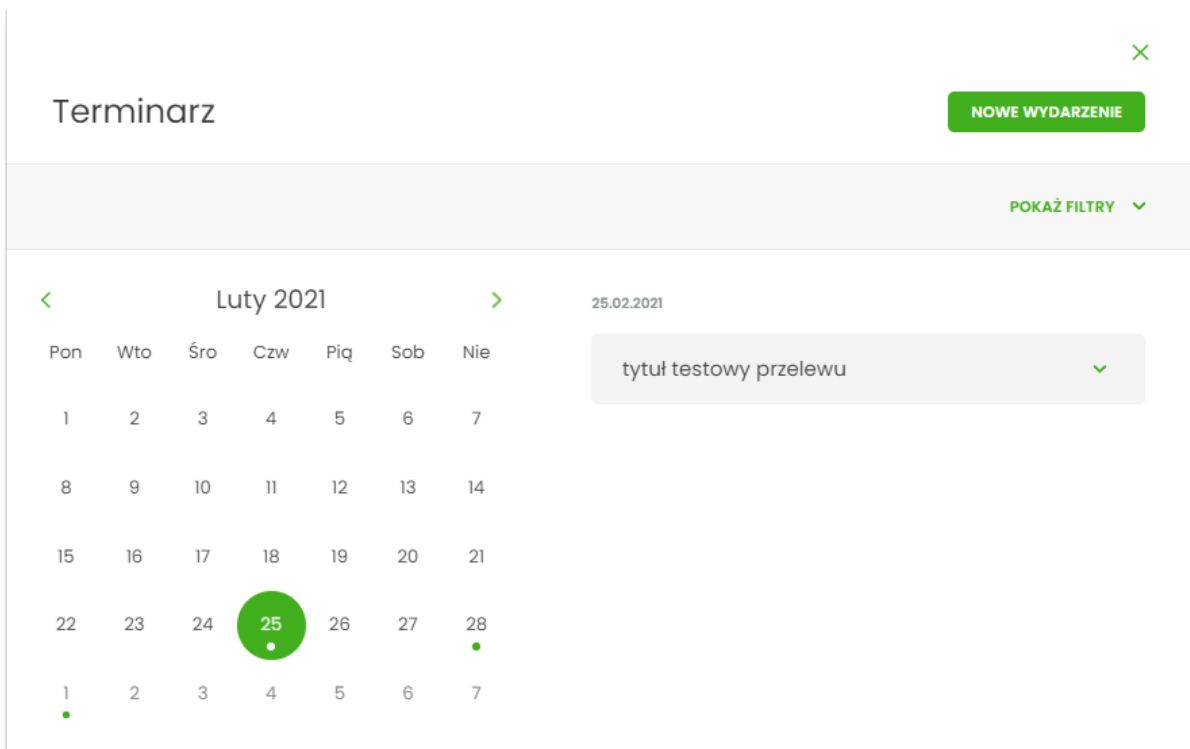 Terminarz
NOWE WYDARZENIE
POKAŻ FILTRY
Luty 2021
Pon Wto Śro Czw Pią Sob Nie
1 2 3 4 5 6 7
8 9 10 11 12 13 14
15 16 17 18 19 20 21
22 23 24 25 26 27 28
1 2 3 4 5 6 7
25.02.2021
tytuł testowy przelewu